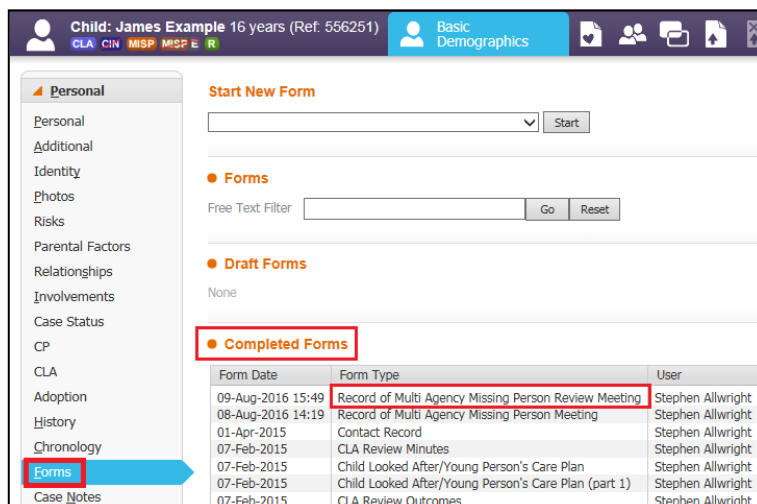 Child: James Example 16 years (Ref: 556251)
CLA CIN MISP MISP E R
Basic
Demographics
Personal
Personal
Additional
Identity
Photos
Risks
Parental Factors
Relationships
Involvements
Case Status
CP
CLA
Adoption
History
Chronology
Forms
Case Notes
Start New Form
Start
Forms
Free Text Filter Go Reset
Draft Forms
None
Completed Forms
Form Date Form Type User
09-Aug-2016 15:49 Record of Multi Agency Missing Person Review Meeting Stephen Allwright
08-Aug-2016 14:19 Record of Multi Agency Missing Person Meeting Stephen Allwright
01-Apr-2015 Contact Record Stephen Allwright
07-Feb-2015 CLA Review Minutes Stephen Allwright
07-Feb-2015 Child Looked After/Young Person's Care Plan Stephen Allwright
07-Feb-2015 Child Looked After/Young Person's Care Plan (part 1) Stephen Allwright
07-Feb-2015 CLA Review Outcomes Stephen Allwright